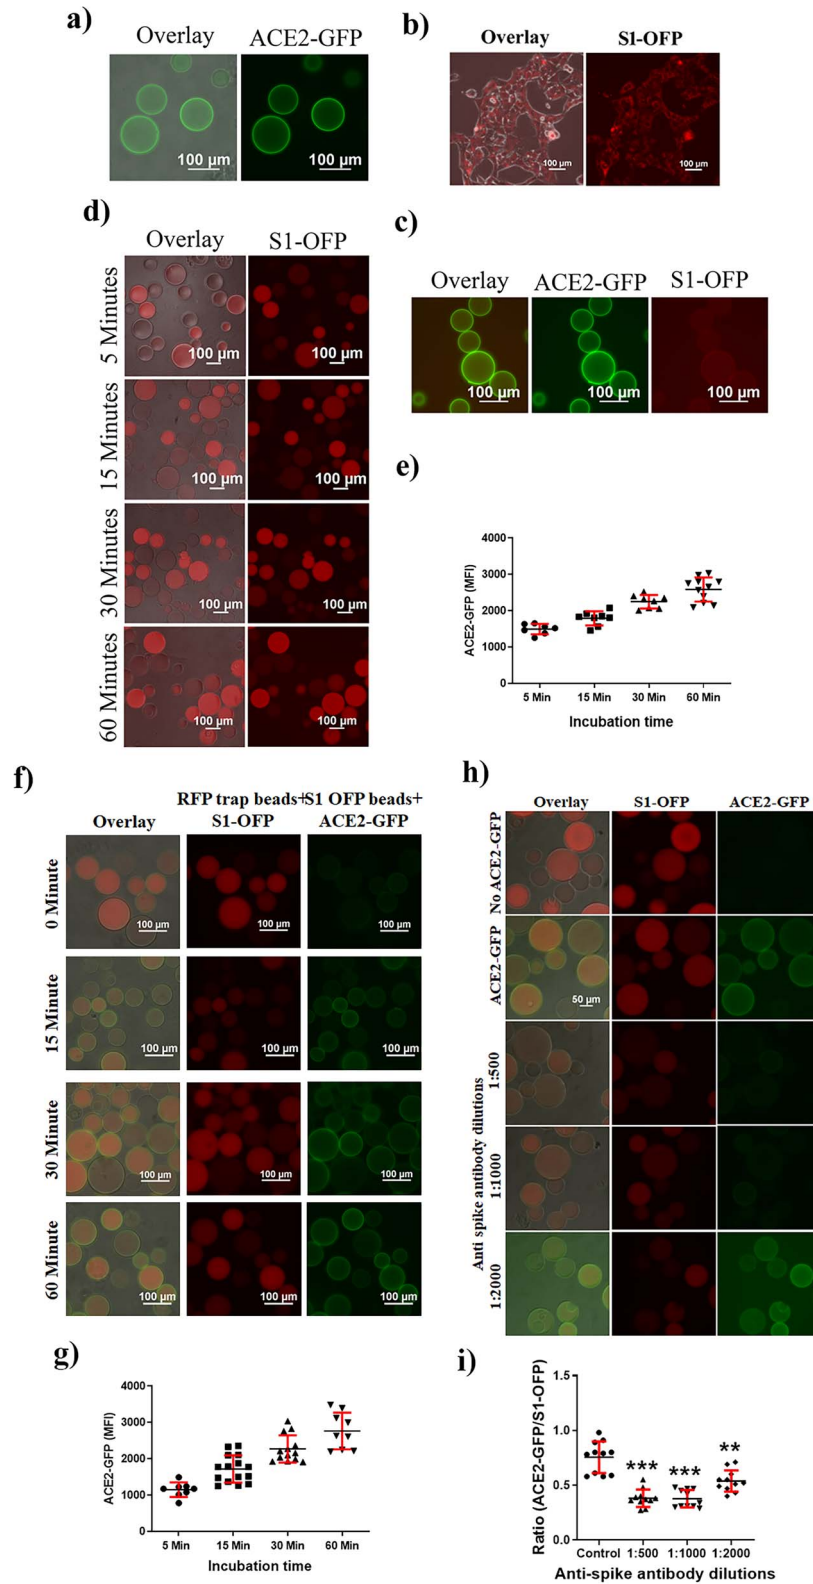 a)
Overlay ACE2-GFP
100 µm 100 µm
b)
Overlay S1-OFP
100 µm 100 µm
d)
Overlay S1-OFP
5 Minutes
100 µm 100 µm
15 Minutes
100 µm 100 µm
30 Minutes
100 µm 100 µm
60 Minutes
100 µm 100 µm
c)
Overlay ACE2-GFP S1-OFP
100 µm 100 µm 100 µm
e)
ACE2-GFP (MFI)
4000
3000
2000
1000
0
5 Min 15 Min 30 Min 60 Min
Incubation time
f)
RFP trap beads+ S1 OFP beads+
Overlay S1-OFP ACE2-GFP
0 Minute
100 µm 100 µm 100 µm
15 Minute
100 µm 100 µm 100 µm
30 Minute
100 µm 100 µm 100 µm
60 Minute
100 µm 100 µm 100 µm
h)
Overlay S1-OFP ACE2-GFP
No ACE2-GFP
ACE2-GFP
50 µm
Anti spike antibody dilutions
1:500
1:1000
1:2000
g)
ACE2-GFP (MFI)
4000
3000
2000
1000
0
5 Min 15 Min 30 Min 60 Min
Incubation time
i)
Ratio (ACE2-GFP/S1-OFP)
1.5
1.0
0.5
0.0
*** *** **
Control 1:500 1:1000 1:2000
Anti-spike antibody dilutions